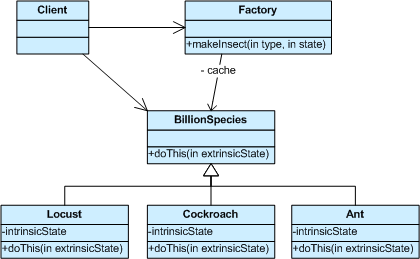 Client
Factory
+makeInsect(in type, in state)
- cache
BillionSpecies
+doThis(in extrinsicState)
Locust
-intrinsicState
+doThis(in extrinsicState)
Cockroach
-intrinsicState
+doThis(in extrinsicState)
Ant
-intrinsicState
+doThis(in extrinsicState)